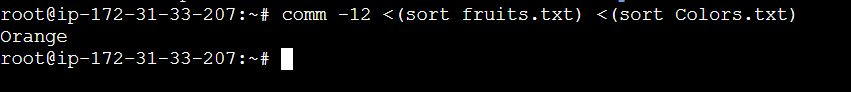 root@ip-172-31-33-207:~# comm -12 <(sort fruits.txt) <(sort Colors.txt)
Orange
root@ip-172-31-33-207:~#